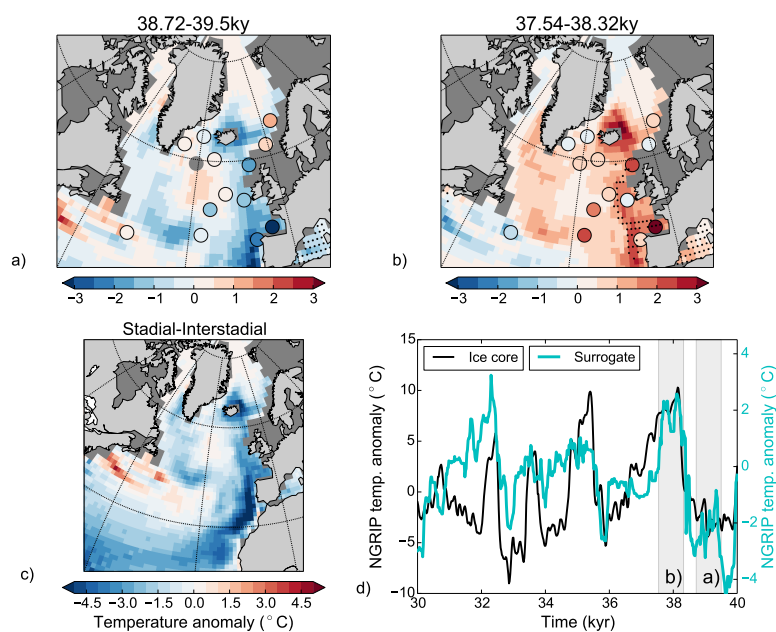 38.72-39.5ky
37.54-38.32ky
a)
b)
−3 −2 −1 0 1 2 3
−3 −2 −1 0 1 2 3
Stadial-Interstadial
c)
−4.5 −3.0 −1.5 0.0 1.5 3.0 4.5
Temperature anomaly (°C)
Ice core
Surrogate
NGRIP temp. anomaly (°C)
15
10
5
0
−5
−10
4
2
0
−2
−4
NGRIP temp. anomaly (°C)
b)
a)
d)
30 32 34 36 38 40
Time (kyr)